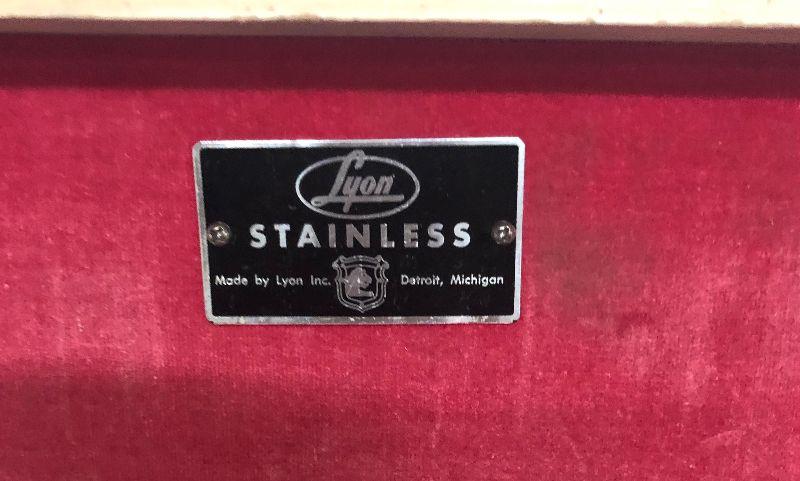 Lyon
STAINLESS
Made by Lyon Inc. Detroit, Michigan